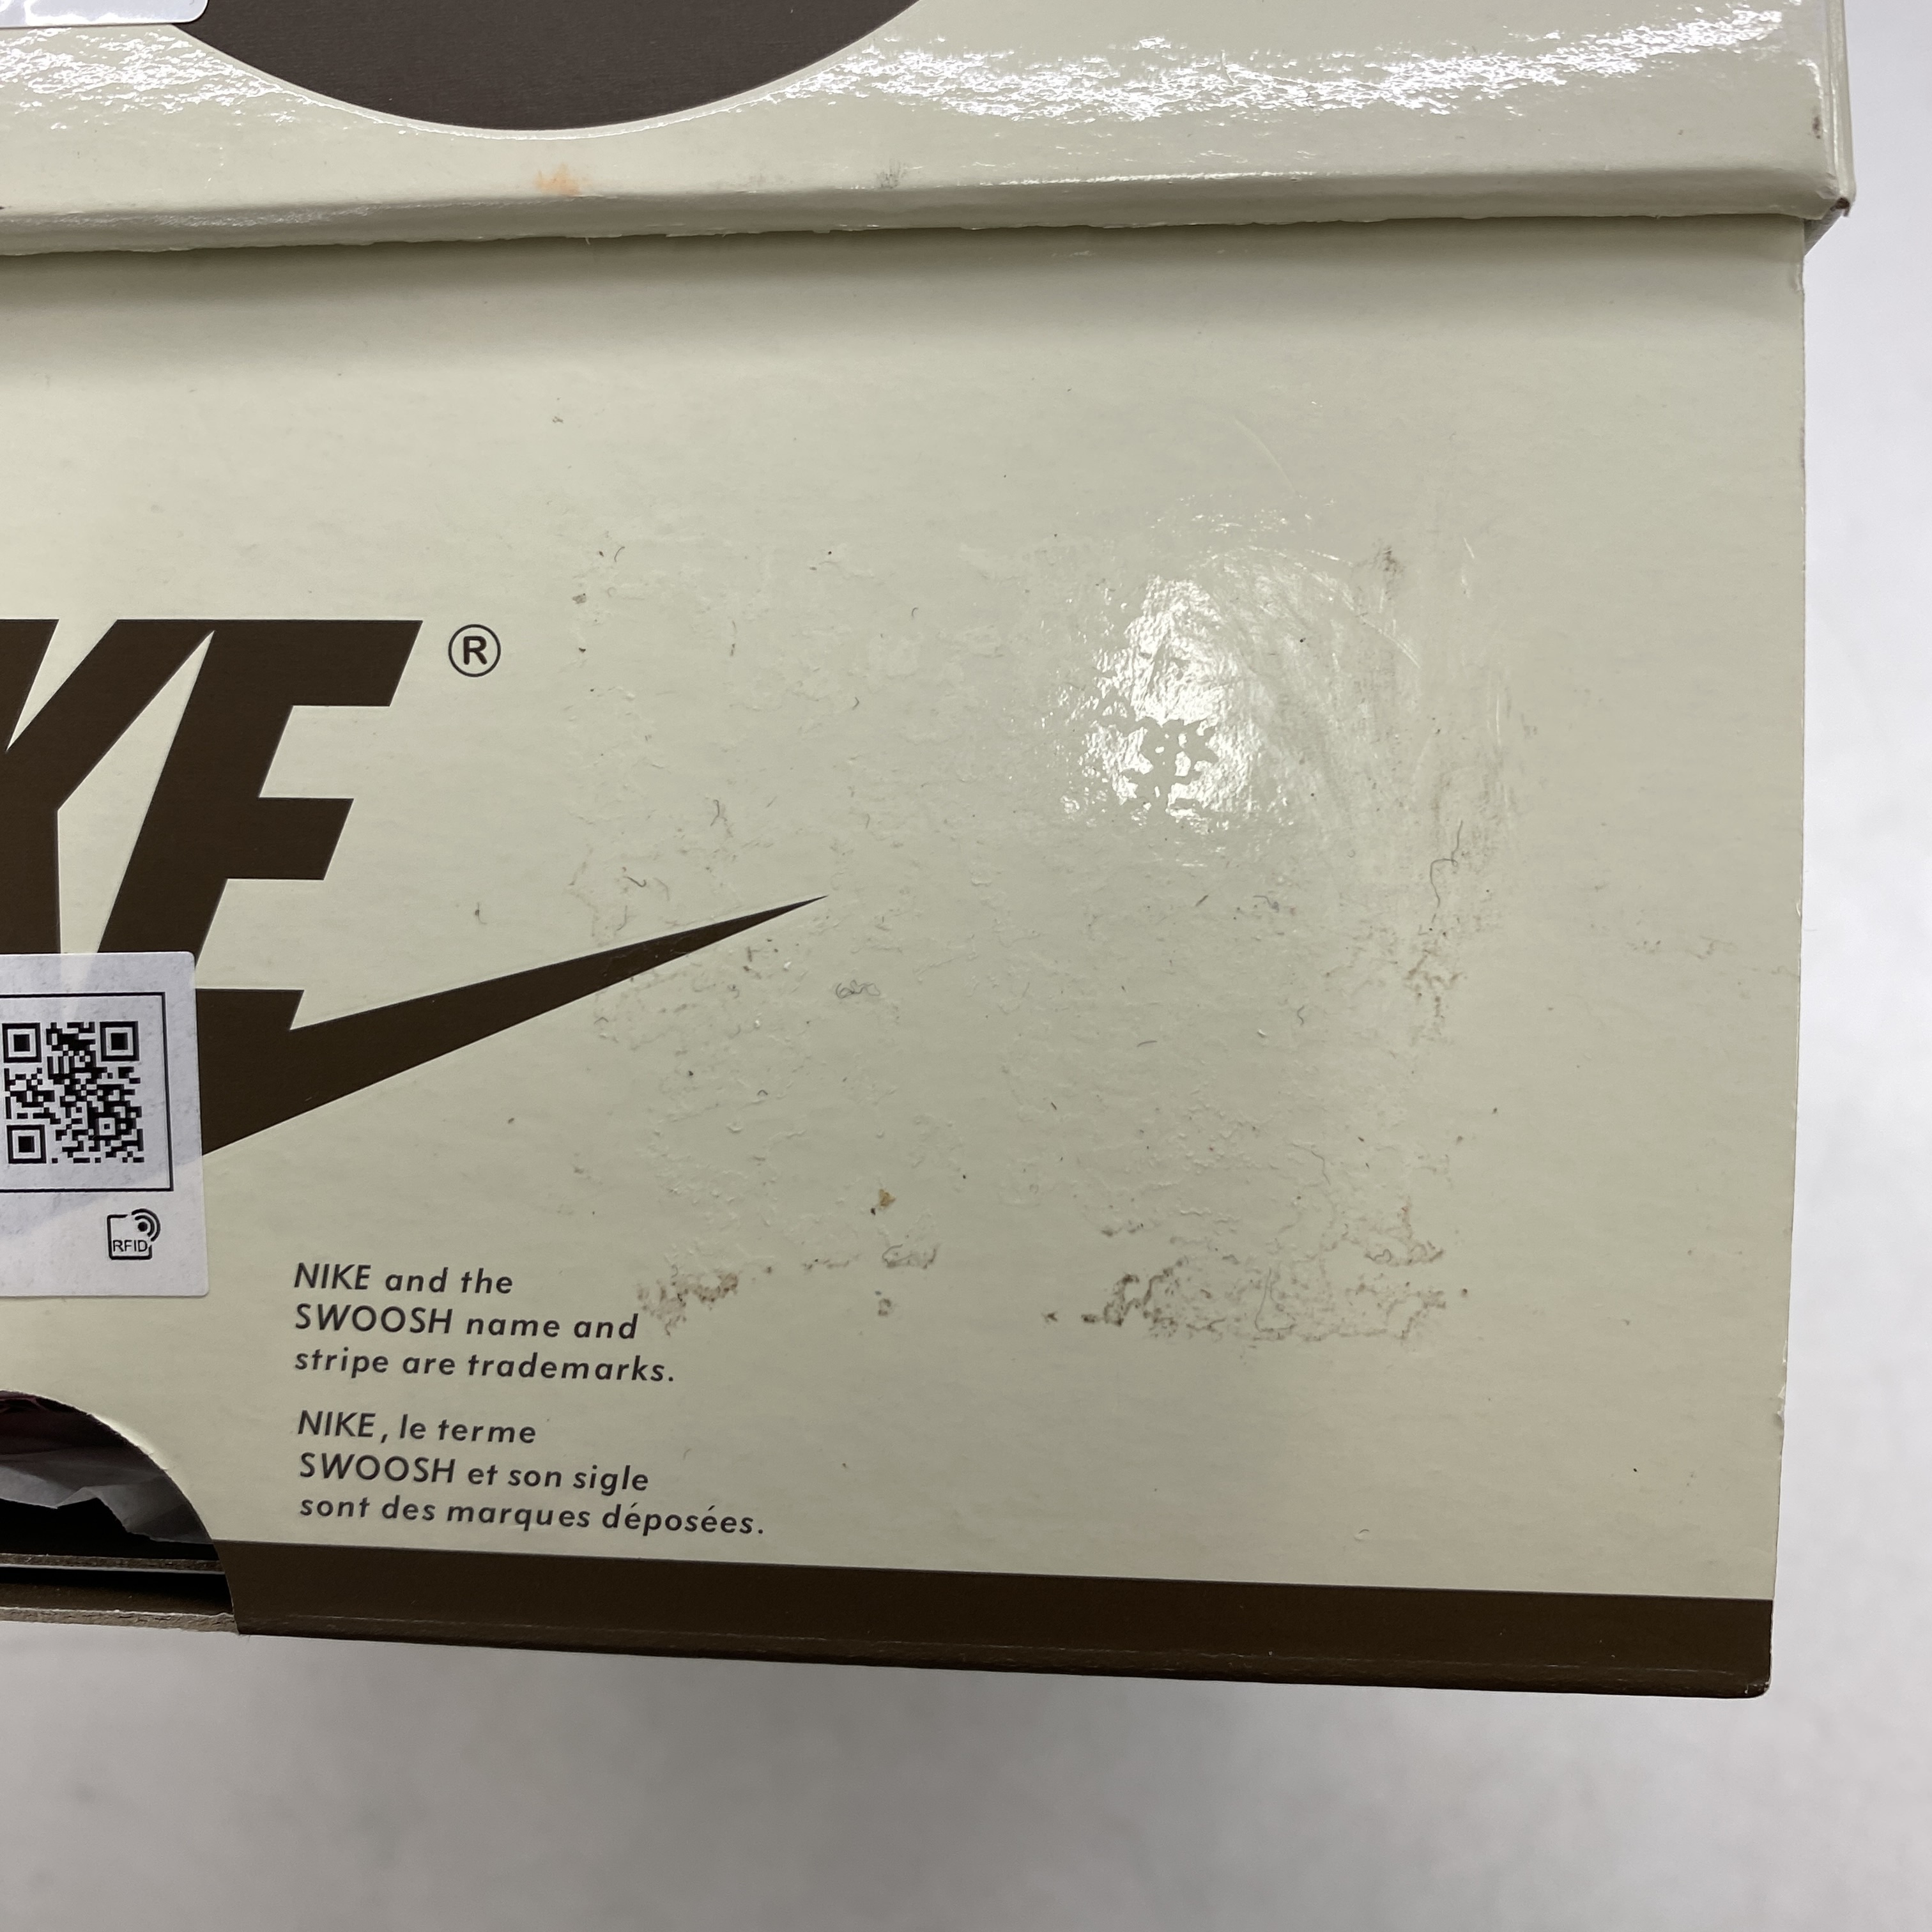 KE®
RFID
NIKE and the
SWOOSH name and
stripe are trademarks.
NIKE, le terme
SWOOSH et son sigle
sont des marques déposées.